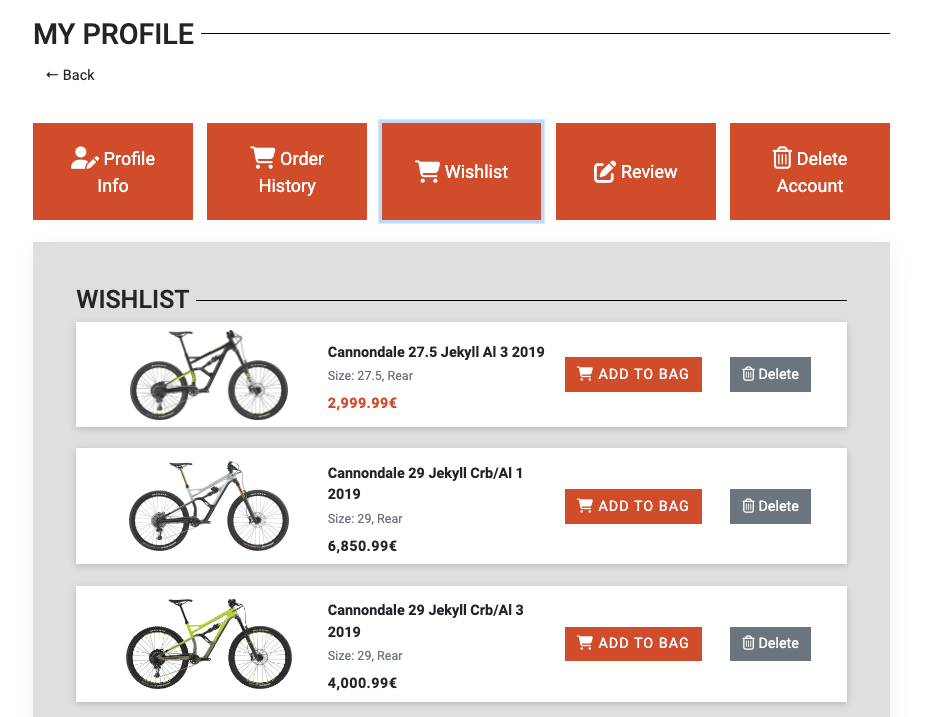 MY PROFILE
← Back
Profile
Info
Order
History
Wishlist
Review
Delete
Account
WISHLIST
Cannondale 27.5 Jekyll Al 3 2019
Size: 27.5, Rear
2,999.99€
ADD TO BAG
Delete
Cannondale 29 Jekyll Crb/Al 1
2019
Size: 29, Rear
6,850.99€
ADD TO BAG
Delete
Cannondale 29 Jekyll Crb/Al 3
2019
Size: 29, Rear
4,000.99€
ADD TO BAG
Delete